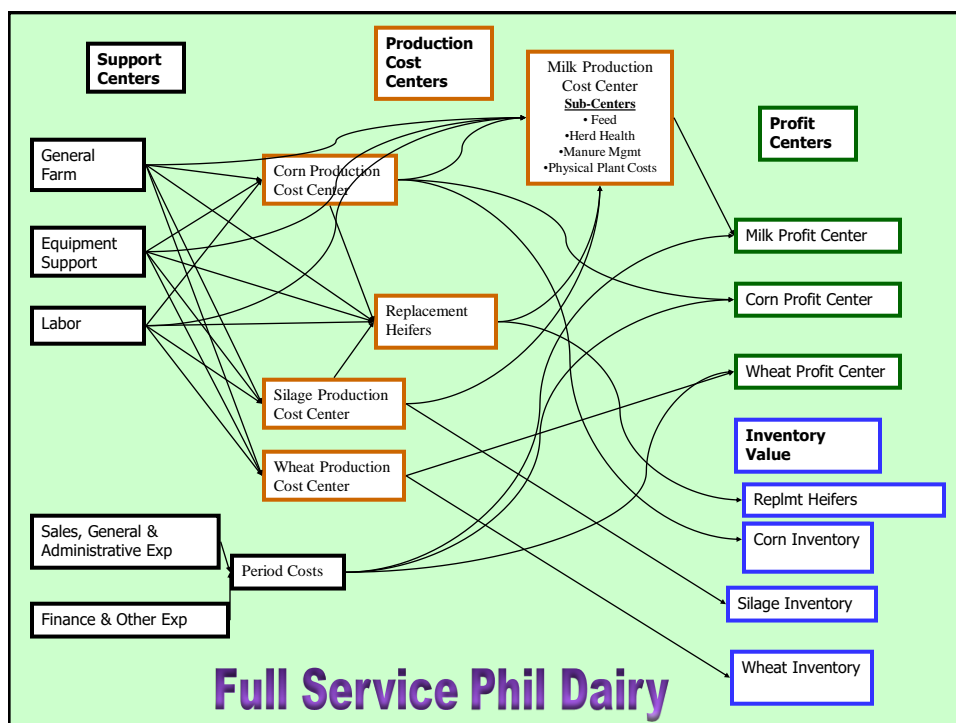 Support
Centers
Production
Cost
Centers
Milk Production
Cost Center
Sub-Centers
• Feed
•Herd Health
•Manure Mgmt
•Physical Plant Costs
Profit
Centers
General
Farm
Corn Production
Cost Center
Equipment
Support
Milk Profit Center
Labor
Replacement
Heifers
Corn Profit Center
Silage Production
Cost Center
Wheat Profit Center
Wheat Production
Cost Center
Inventory
Value
Replmt Heifers
Sales, General &
Administrative Exp
Corn Inventory
Period Costs
Finance & Other Exp
Silage Inventory
Wheat Inventory
Full Service Phil Dairy